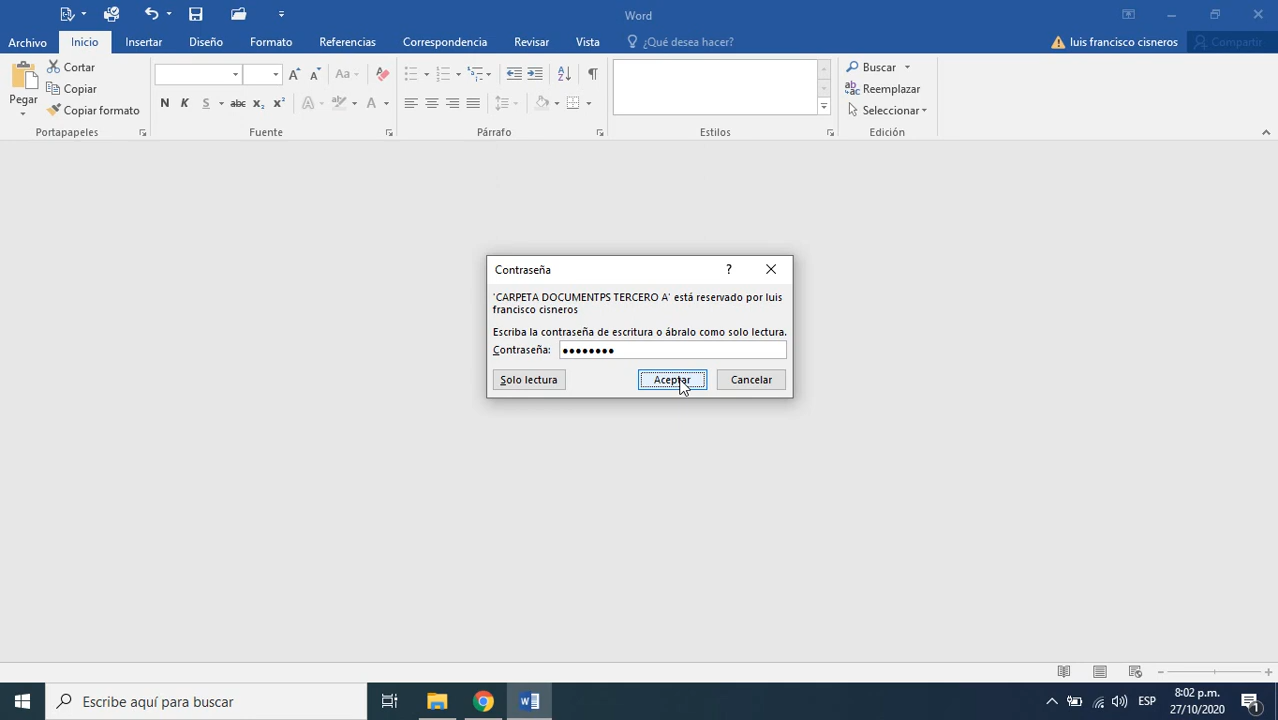 Word
Archivo
Inicio
Insertar
Diseño
Formato
Referencias
Correspondencia
Revisar
Vista
¿Qué desea hacer?
luis francisco cisneros
Compartir
Pegar
Cortar
Copiar
Copiar formato
Portapapeles
Aa
N K S abc x₂ x²
A
A
Fuente
Párrafo
Estilos
Buscar
Reemplazar
Seleccionar
Edición
Contraseña
?
'CARPETA DOCUMENTPS TERCERO A' está reservado por luis
francisco cisneros
Escriba la contraseña de escritura o ábralo como solo lectura.
Contraseña: ••••••••
Solo lectura
Aceptar
Cancelar
Escribe aquí para buscar
ESP
8:02 p.m.
27/10/2020
1